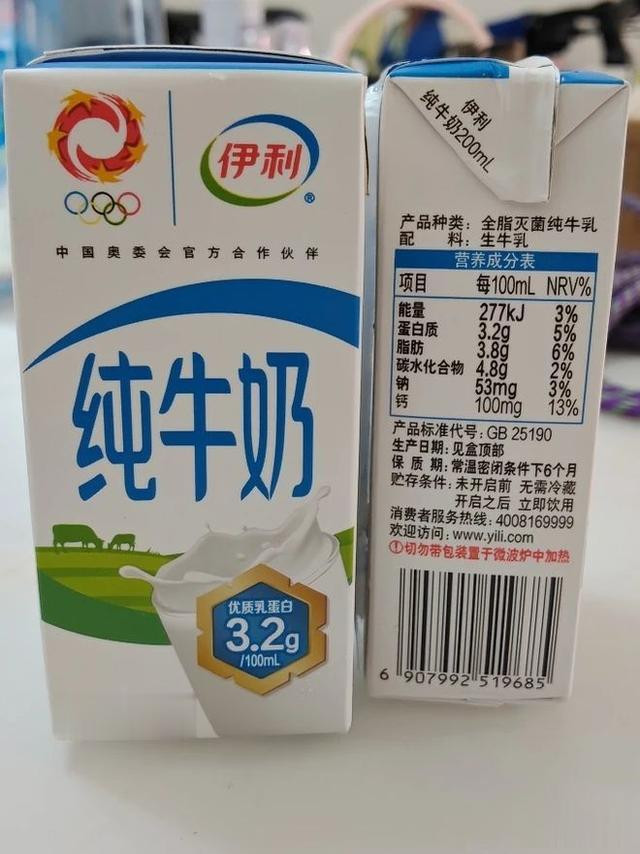 伊利®
中国奥委会官方合作伙伴
纯牛奶
优质乳蛋白
3.2g
/100mL
伊利
纯牛奶200mL
产品种类：全脂灭菌纯牛乳
配　　料：生牛乳
营养成分表
项目 每100mL NRV%
能量 277kJ 3%
蛋白质 3.2g 5%
脂肪 3.8g 6%
碳水化合物 4.8g 2%
钠 53mg 3%
钙 100mg 13%
产品标准代号：GB 25190
生产日期：见盒顶部
保 质 期：常温密闭条件下6个月
贮存条件：未开启前 无需冷藏
开启之后 立即饮用
消费者服务热线：4008169999
欢迎访问：www.yili.com
①切勿带包装置于微波炉中加热
6 907992 519685